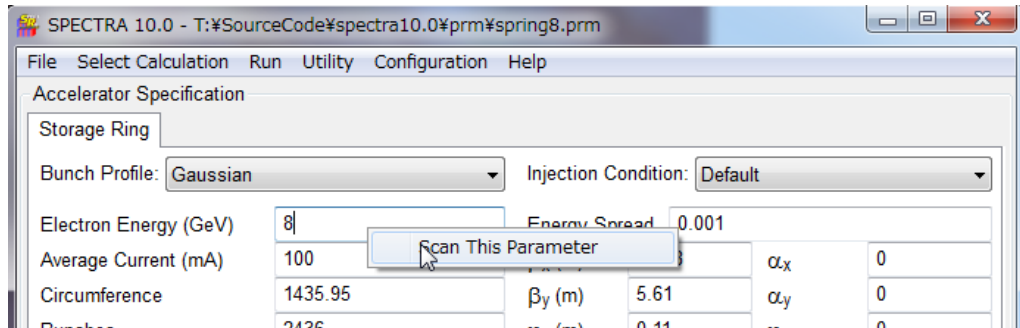 SPECTRA 10.0 - T:¥SourceCode¥spectra10.0¥prm¥spring8.prm
File Select Calculation Run Utility Configuration Help
Accelerator Specification
Storage Ring
Bunch Profile: Gaussian Injection Condition: Default
Electron Energy (GeV) 8 Energy Spread 0.001
Scan This Parameter
Average Current (mA) 100 αx 0
Circumference 1435.95 βy (m) 5.61 αy 0
2436